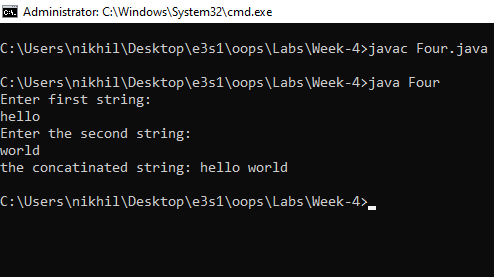 Administrator: C:\Windows\System32\cmd.exe
C:\Users\nikhil\Desktop\e3s1\oops\Labs\Week-4>javac Four.java
C:\Users\nikhil\Desktop\e3s1\oops\Labs\Week-4>java Four
Enter first string:
hello
Enter the second string:
world
the concatinated string: hello world
C:\Users\nikhil\Desktop\e3s1\oops\Labs\Week-4>